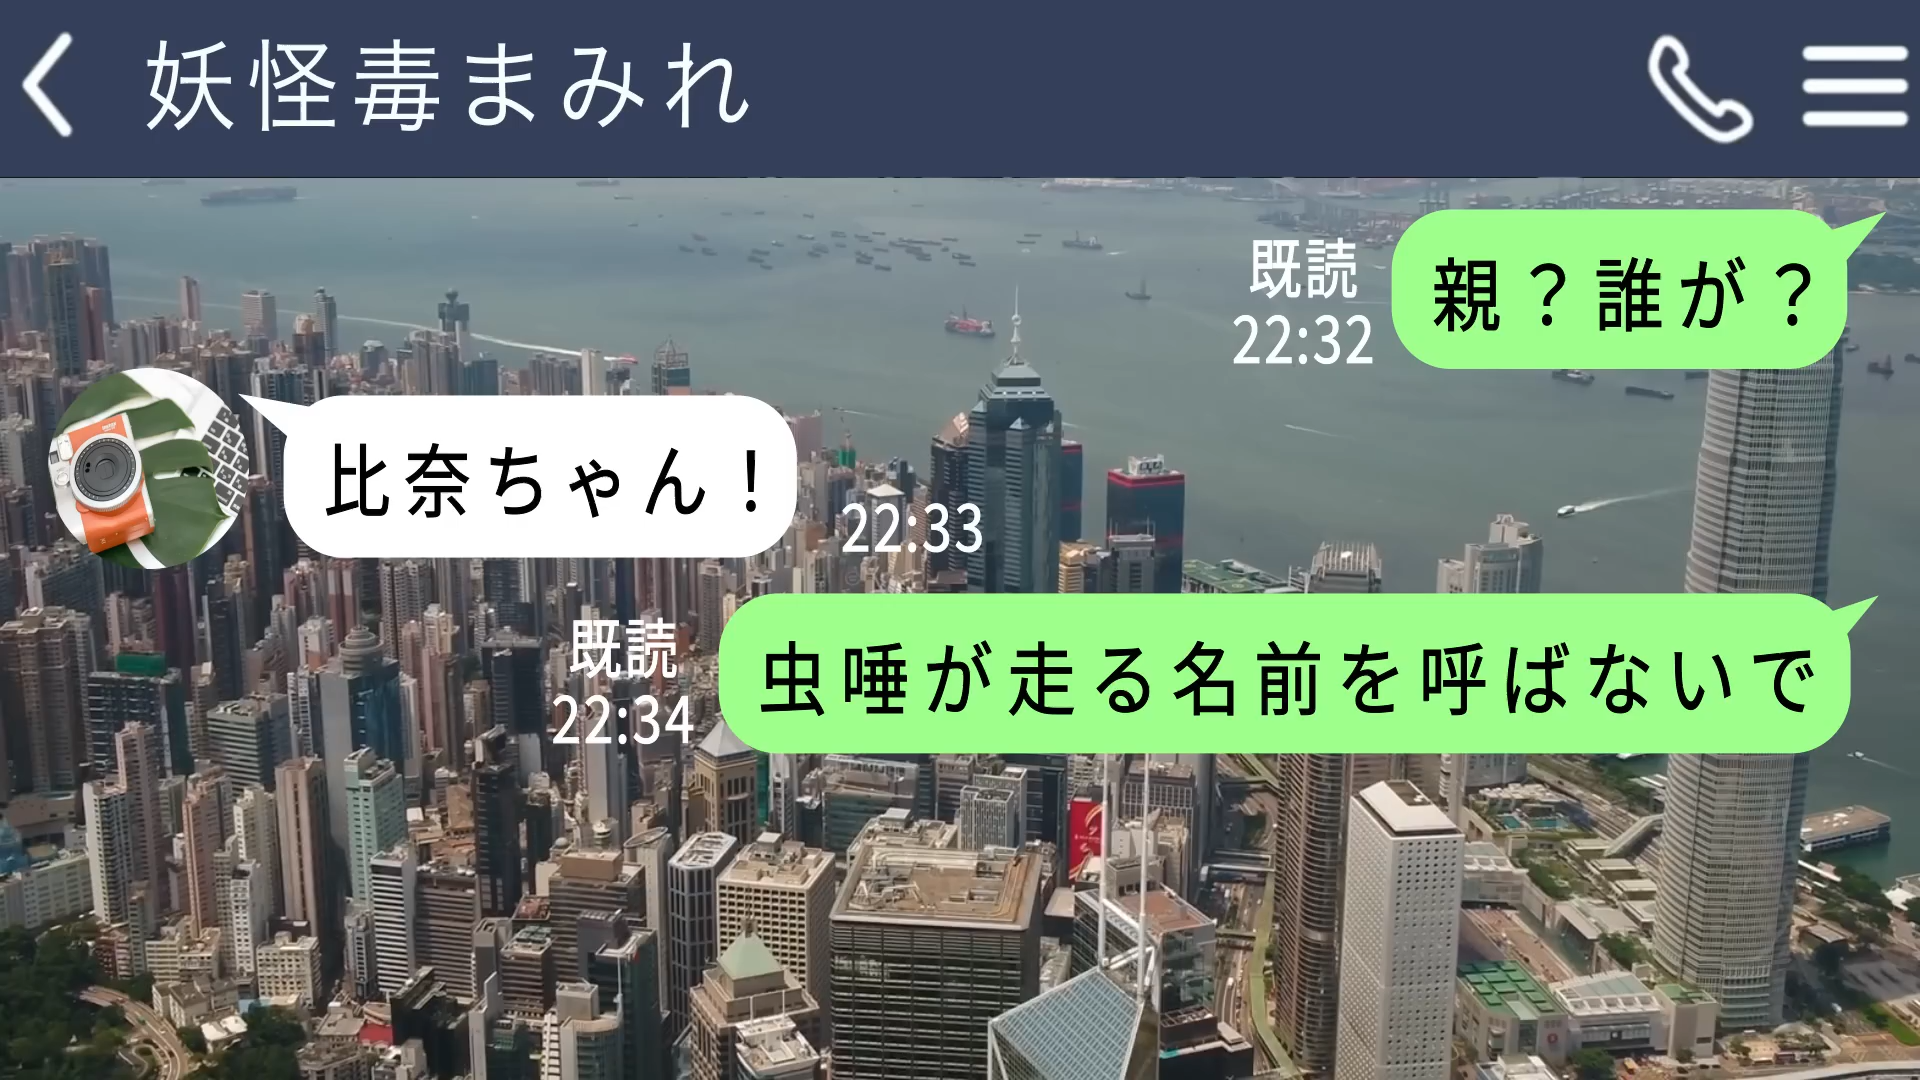 妖怪毒まみれ
親？誰が？
既読
22:32
比奈ちゃん！
22:33
虫唾が走る名前を呼ばないで
既読
22:34